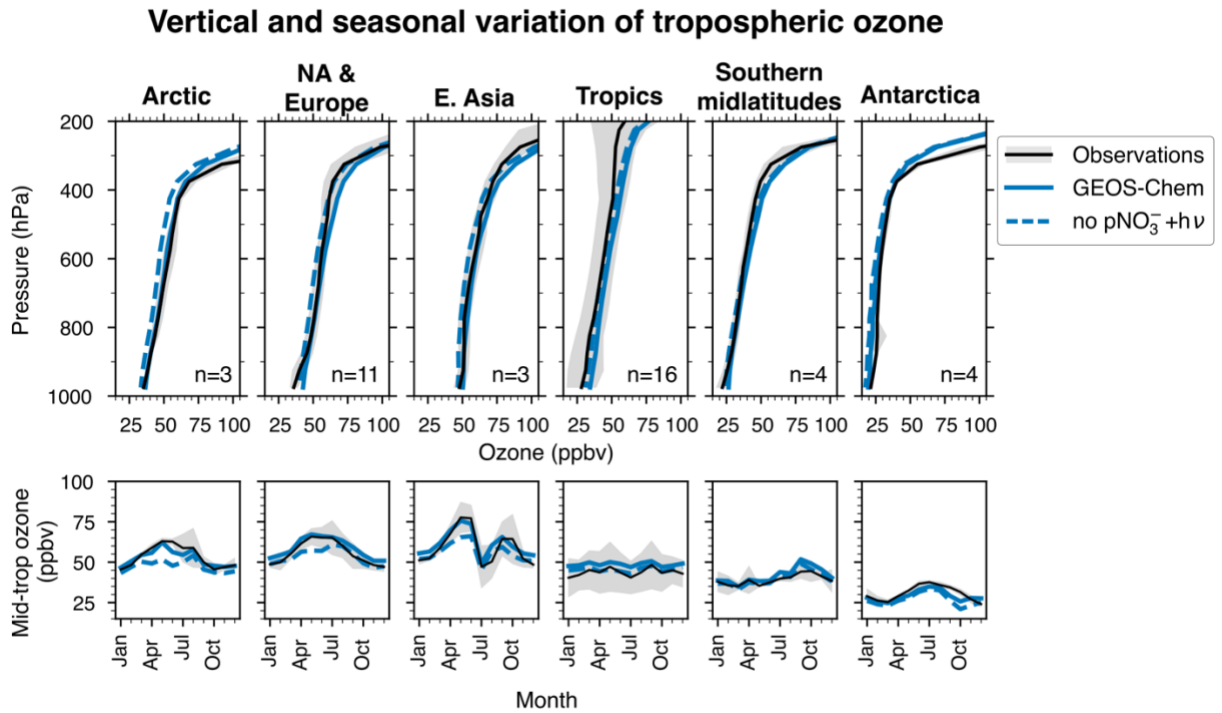 Vertical and seasonal variation of tropospheric ozone
Arctic
NA &
Europe
E. Asia
Tropics
Southern
midlatitudes
Antarctica
Pressure (hPa)
200
400
600
800
1000
n=3
n=11
n=3
n=16
n=4
n=4
25 50 75 100
25 50 75 100
25 50 75 100
25 50 75 100
25 50 75 100
25 50 75 100
Ozone (ppbv)
Observations
GEOS-Chem
no pNO₃⁻ +hν
Mid-trop ozone
(ppbv)
100
75
50
25
Jan Apr Jul Oct
Jan Apr Jul Oct
Jan Apr Jul Oct
Jan Apr Jul Oct
Jan Apr Jul Oct
Jan Apr Jul Oct
Month